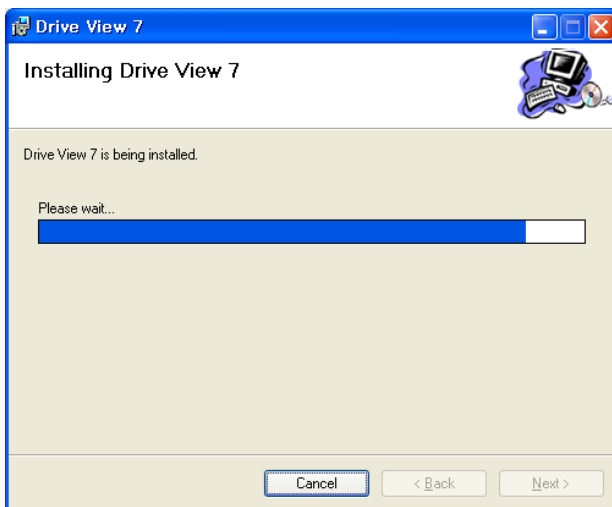 Drive View 7
Installing Drive View 7
Drive View 7 is being installed.
Please wait...
Cancel
< Back
Next >